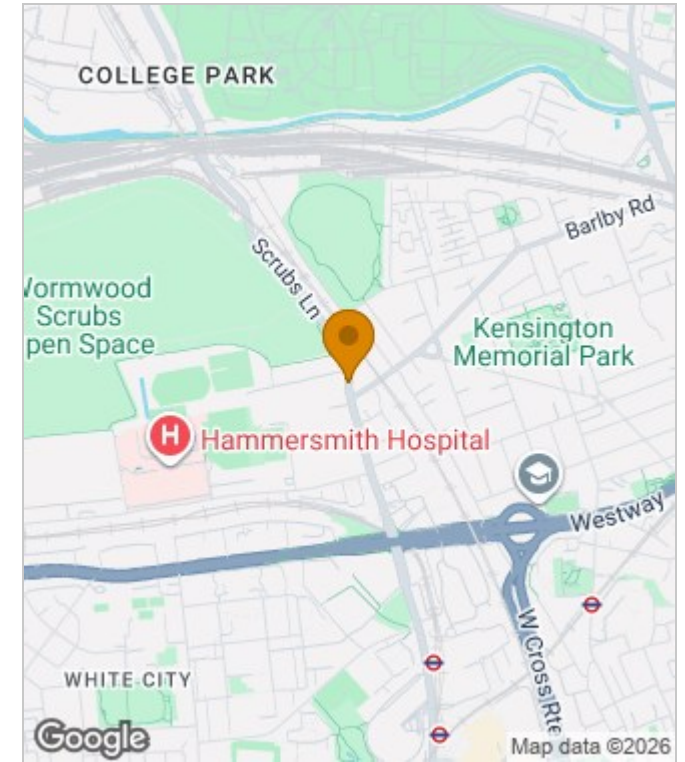 COLLEGE PARK
Barlby Rd
Scrubs Ln
Wormwood
Scrubs
pen Space
Kensington
Memorial Park
H
Hammersmith Hospital
Westway
W Cross Rte
WHITE CITY
Google
Map data ©2026